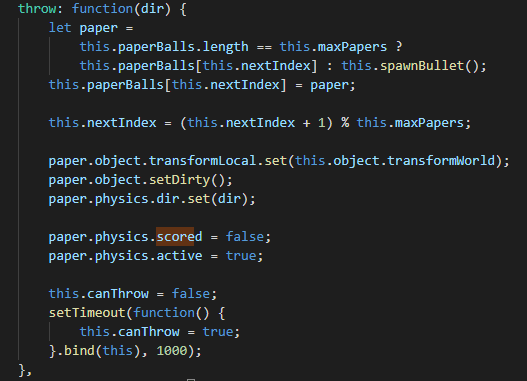 throw: function(dir) {
let paper =
this.paperBalls.length == this.maxPapers ?
this.paperBalls[this.nextIndex] : this.spawnBullet();
this.paperBalls[this.nextIndex] = paper;
this.nextIndex = (this.nextIndex + 1) % this.maxPapers;
paper.object.transformLocal.set(this.object.transformWorld);
paper.object.setDirty();
paper.physics.dir.set(dir);
paper.physics.scored = false;
paper.physics.active = true;
this.canThrow = false;
setTimeout(function() {
this.canThrow = true;
}.bind(this), 1000);
},